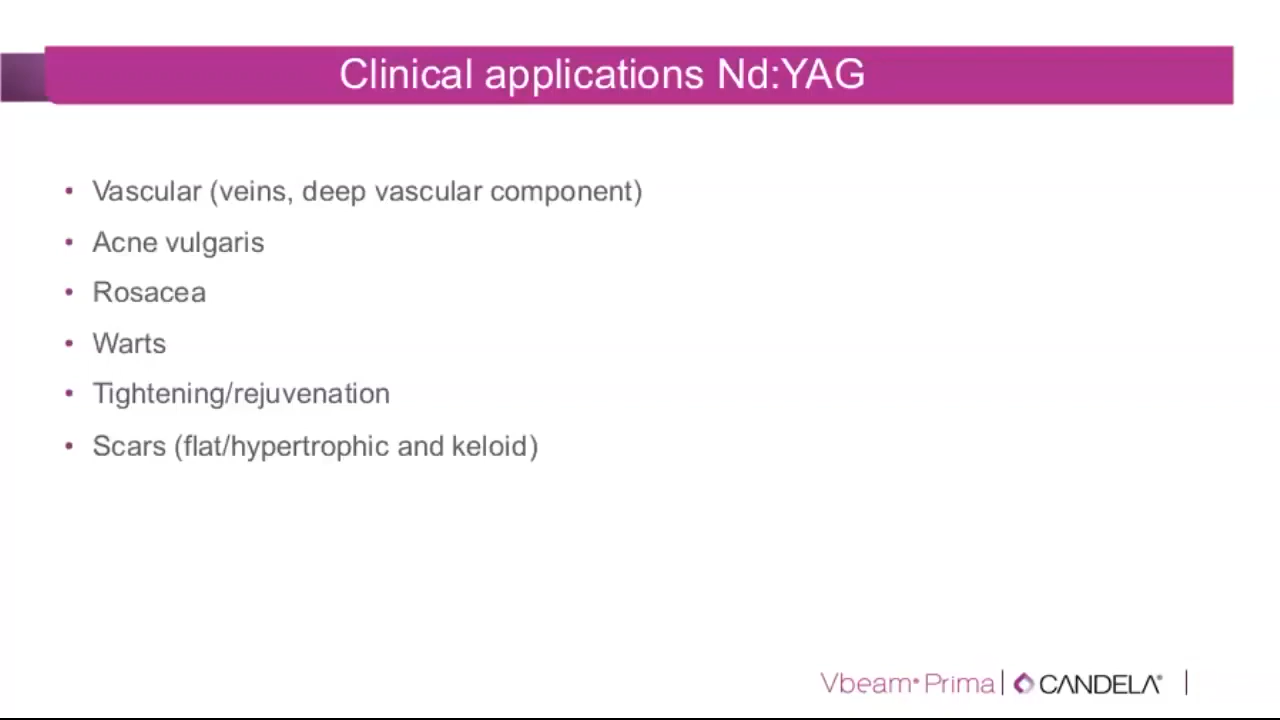 Clinical applications Nd:YAG
• Vascular (veins, deep vascular component)
• Acne vulgaris
• Rosacea
• Warts
• Tightening/rejuvenation
• Scars (flat/hypertrophic and keloid)
Vbeam® Prima | CANDELA® |